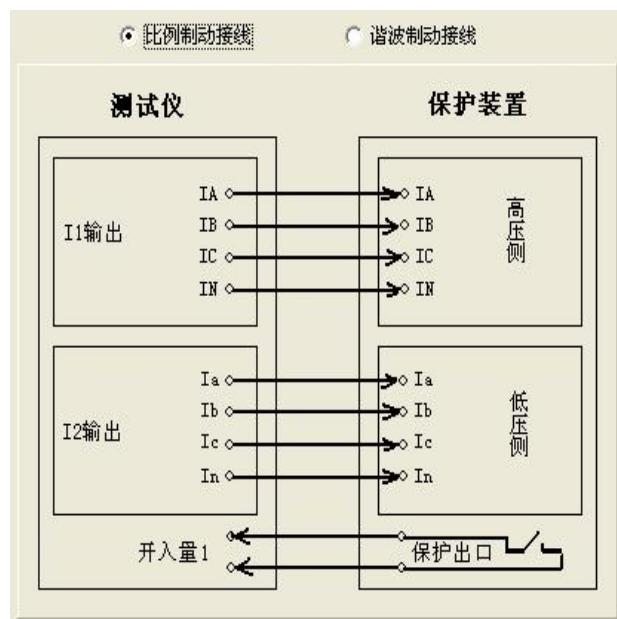 比例制动接线 谐波制动接线
测试仪 保护装置
I1输出
IA
IB
IC
IN
IA
IB
IC
IN
高压侧
I2输出
Ia
Ib
Ic
In
Ia
Ib
Ic
In
低压侧
开入量1
保护出口